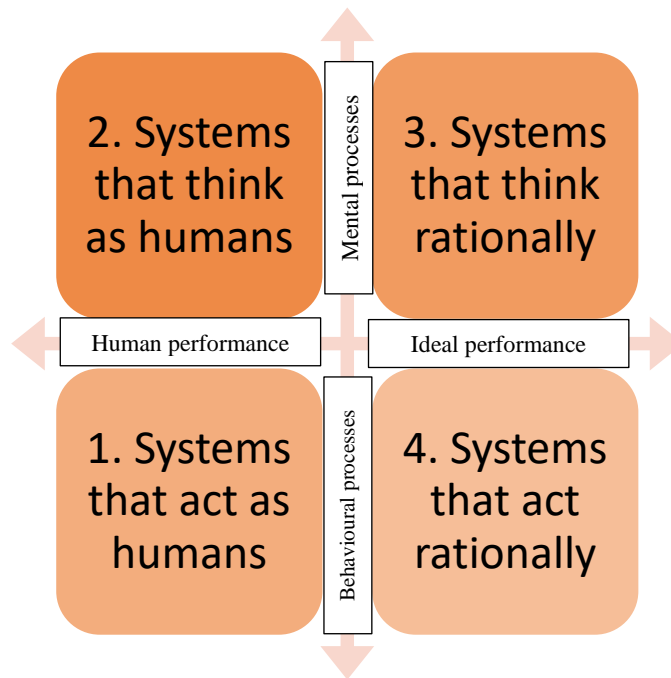 2. Systems
that think
as humans
Mental processes
3. Systems
that think
rationally
Human performance
Ideal performance
1. Systems
that act as
humans
Behavioural processes
4. Systems
that act
rationally